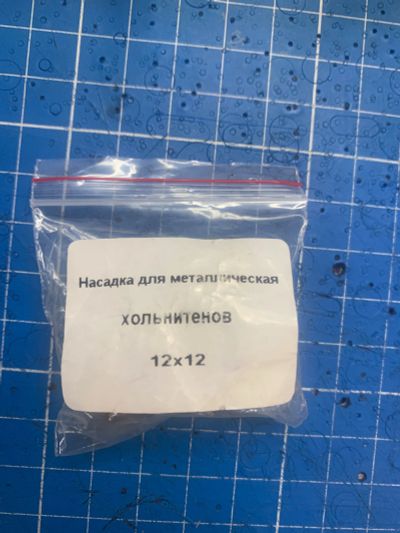 Насадка для металлическая
хольнитенов
12х12